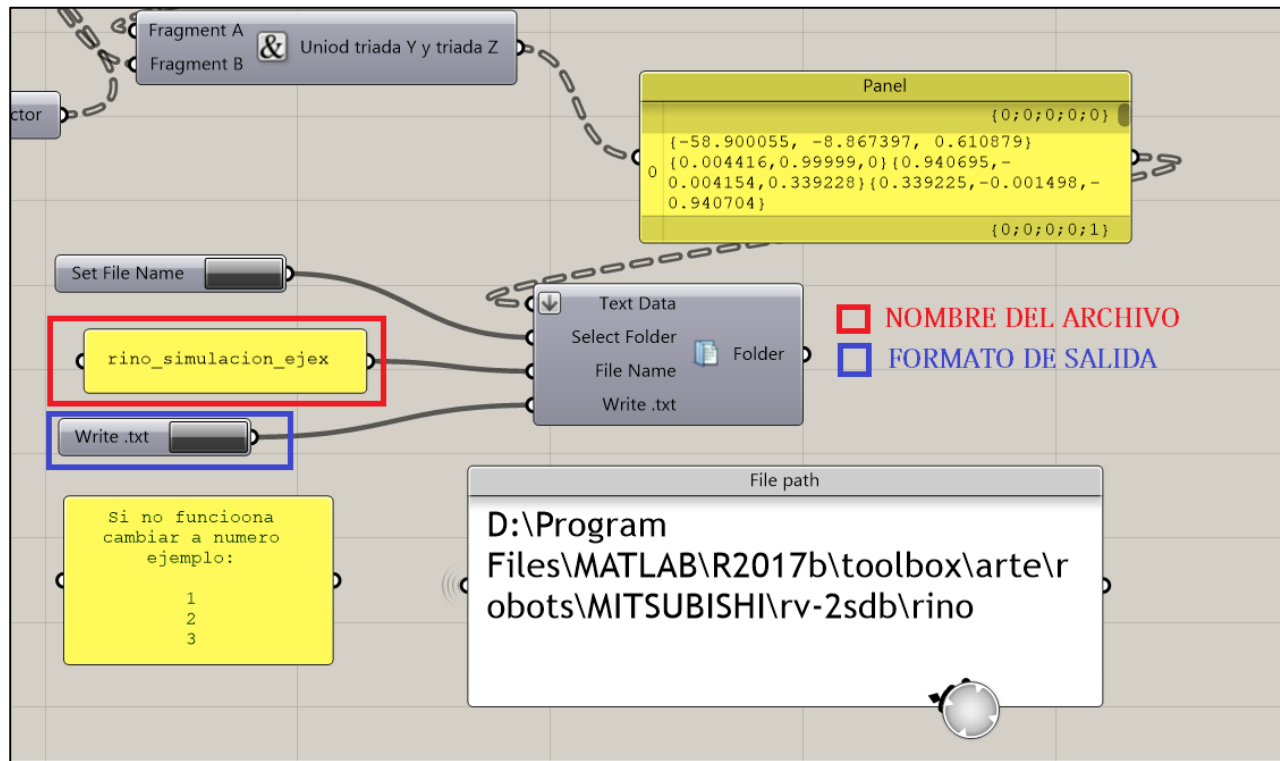 Fragment A
Fragment B
Uniod triada Y y triada Z
ctor
Panel
{0;0;0;0;0}
0
{-58.900055, -8.867397, 0.610879}
{0.004416,0.99999,0}{0.940695,-
0.004154,0.339228}{0.339225,-0.001498,-
0.940704}
{0;0;0;0;1}
Set File Name
rino_simulacion_ejex
Write .txt
Text Data
Select Folder
File Name
Write .txt
Folder
NOMBRE DEL ARCHIVO
FORMATO DE SALIDA
Si no funcioona
cambiar a numero
ejemplo:
1
2
3
File path
D:\Program
Files\MATLAB\R2017b\toolbox\arte\r
obots\MITSUBISHI\rv-2sdb\rino